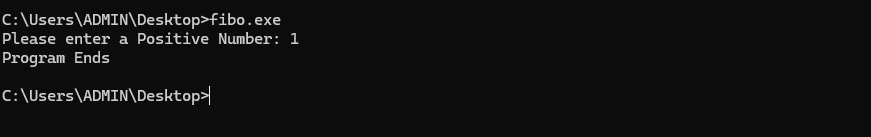 C:\Users\ADMIN\Desktop>fibo.exe
Please enter a Positive Number: 1
Program Ends
C:\Users\ADMIN\Desktop>